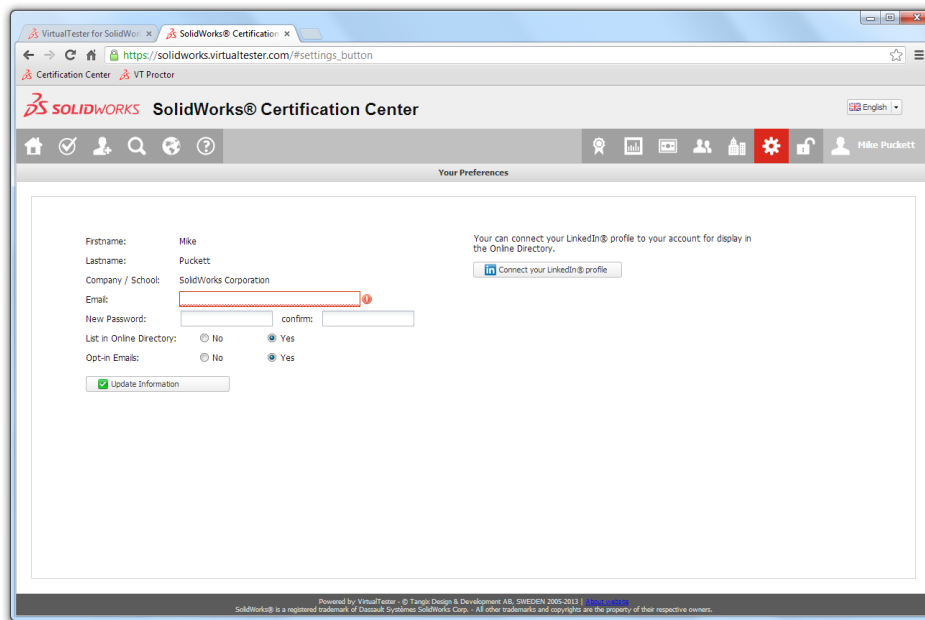 VirtualTester for SolidWor
SolidWorks® Certification
https://solidworks.virtualtester.com/#settings_button
Certification Center VT Proctor
SOLIDWORKS SolidWorks® Certification Center English
Mike Puckett
Your Preferences
Firstname: Mike
Lastname: Puckett
Company / School: SolidWorks Corporation
Email:
New Password: confirm:
List in Online Directory: No Yes
Opt-in Emails: No Yes
Update Information
Your can connect your LinkedIn® profile to your account for display in
the Online Directory.
in Connect your LinkedIn® profile
Powered by VirtualTester - © Tangix Design & Development AB, SWEDEN 2005-2013 | About website
SolidWorks® is a registered trademark of Dassault Systèmes SolidWorks Corp. - All other trademarks and copyrights are the property of their respective owners.